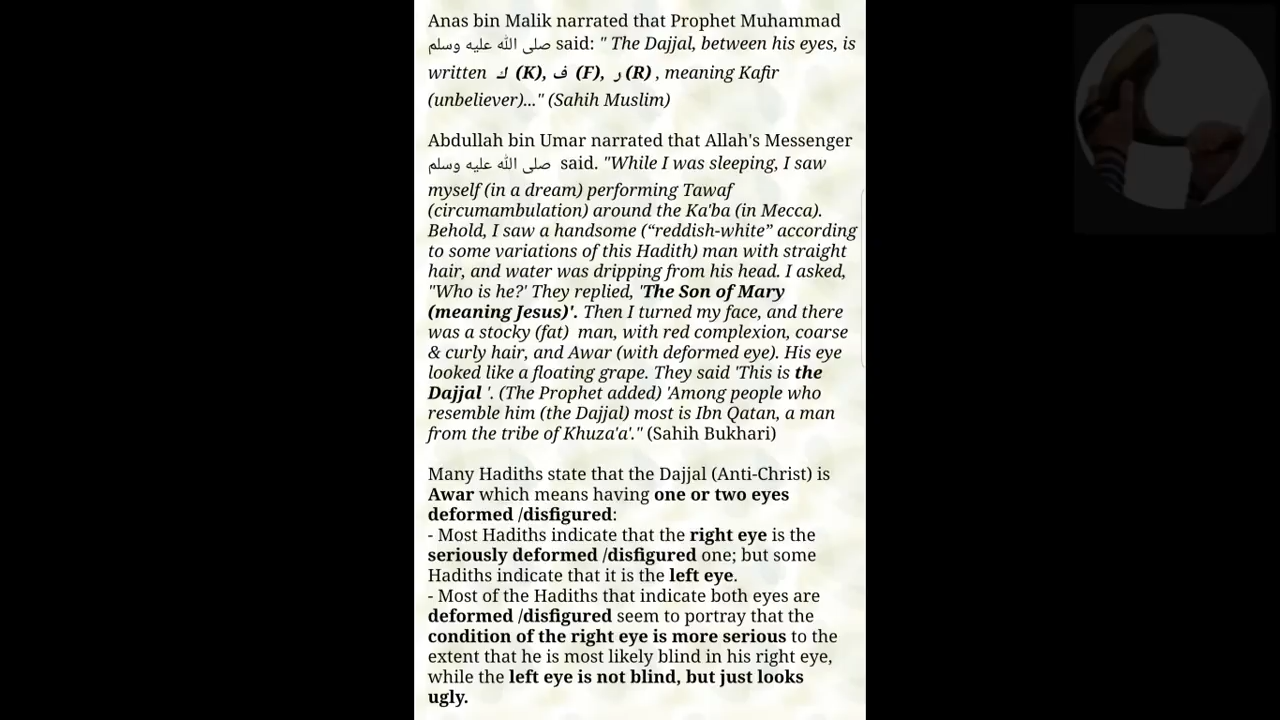 Anas bin Malik narrated that Prophet Muhammad
صلى الله عليه وسلم said: " The Dajjal, between his eyes, is
written ك (K), ف (F), ر (R) , meaning Kafir
(unbeliever)..." (Sahih Muslim)
Abdullah bin Umar narrated that Allah's Messenger
صلى الله عليه وسلم said. "While I was sleeping, I saw
myself (in a dream) performing Tawaf
(circumambulation) around the Ka'ba (in Mecca).
Behold, I saw a handsome (“reddish-white” according
to some variations of this Hadith) man with straight
hair, and water was dripping from his head. I asked,
"Who is he?' They replied, 'The Son of Mary
(meaning Jesus)'. Then I turned my face, and there
was a stocky (fat) man, with red complexion, coarse
& curly hair, and Awar (with deformed eye). His eye
looked like a floating grape. They said 'This is the
Dajjal '. (The Prophet added) 'Among people who
resemble him (the Dajjal) most is Ibn Qatan, a man
from the tribe of Khuza'a'." (Sahih Bukhari)
Many Hadiths state that the Dajjal (Anti-Christ) is
Awar which means having one or two eyes
deformed /disfigured:
- Most Hadiths indicate that the right eye is the
seriously deformed /disfigured one; but some
Hadiths indicate that it is the left eye.
- Most of the Hadiths that indicate both eyes are
deformed /disfigured seem to portray that the
condition of the right eye is more serious to the
extent that he is most likely blind in his right eye,
while the left eye is not blind, but just looks
ugly.